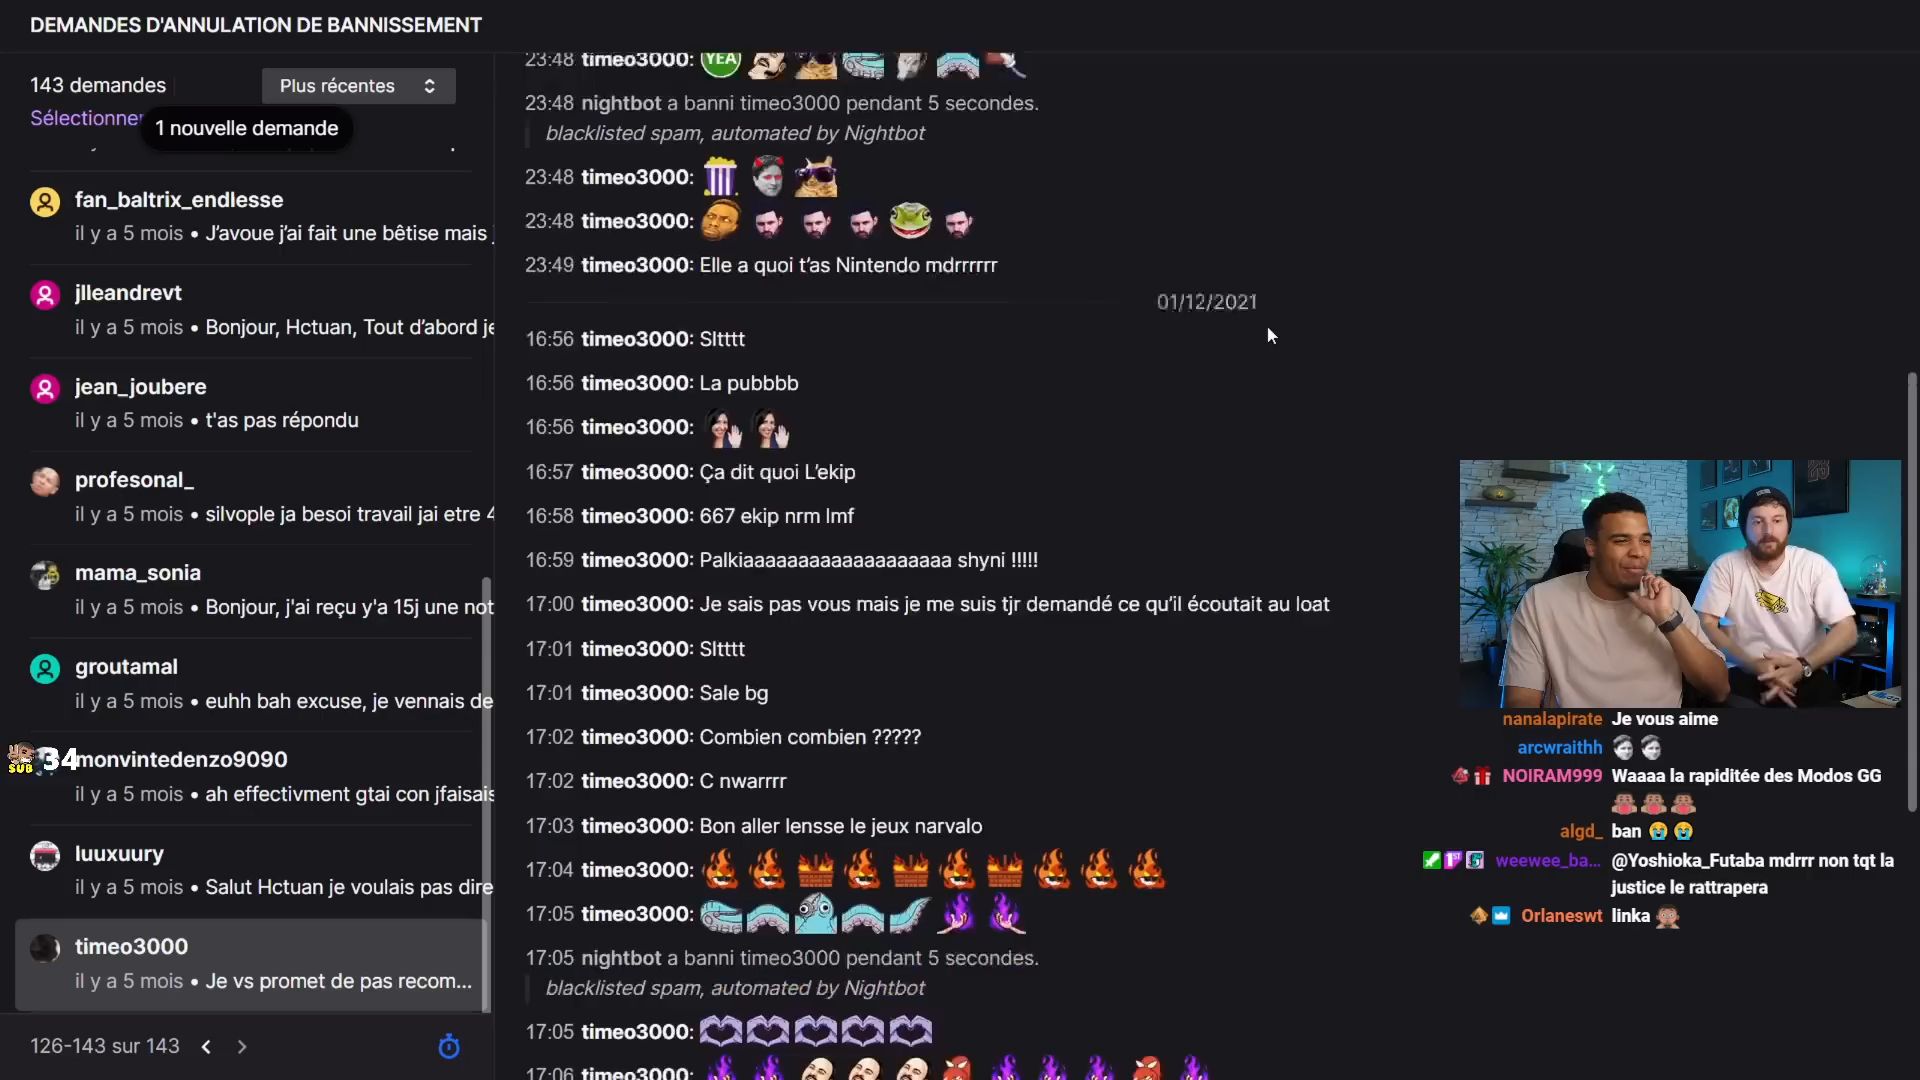 DEMANDES D'ANNULATION DE BANNISSEMENT
143 demandes
Plus récentes
Sélectionner
1 nouvelle demande
fan_baltrix_endlesse
il y a 5 mois • J'avoue j'ai fait une bêtise mais
jlleandrevt
il y a 5 mois • Bonjour, Hctuan, Tout d'abord je
jean_joubere
il y a 5 mois • t'as pas répondu
profesonal_
il y a 5 mois • silvople ja besoi travail jai etre 4
mama_sonia
il y a 5 mois • Bonjour, j'ai reçu y'a 15j une not
groutamal
il y a 5 mois • euhh bah excuse, je vennais de
SUB 34
monvintedenzo9090
il y a 5 mois • ah effectivment gtai con jfaisais
luuxuury
il y a 5 mois • Salut Hctuan je voulais pas dire
timeo3000
il y a 5 mois • Je vs promet de pas recom...
126-143 sur 143
23:48 timeo3000: YEA
23:48 nightbot a banni timeo3000 pendant 5 secondes.
blacklisted spam, automated by Nightbot
23:48 timeo3000:
23:48 timeo3000:
23:49 timeo3000: Elle a quoi t'as Nintendo mdrrrrrr
01/12/2021
16:56 timeo3000: Sltttt
16:56 timeo3000: La pubbbb
16:56 timeo3000:
16:57 timeo3000: Ça dit quoi L'ekip
16:58 timeo3000: 667 ekip nrm lmf
16:59 timeo3000: Palkiaaaaaaaaaaaaaaaaaaa shyni !!!!!
17:00 timeo3000: Je sais pas vous mais je me suis tjr demandé ce qu'il écoutait au loat
17:01 timeo3000: Sltttt
17:01 timeo3000: Sale bg
17:02 timeo3000: Combien combien ?????
17:02 timeo3000: C nwarrrr
17:03 timeo3000: Bon aller lensse le jeux narvalo
17:04 timeo3000:
17:05 timeo3000:
17:05 nightbot a banni timeo3000 pendant 5 secondes.
blacklisted spam, automated by Nightbot
17:05 timeo3000:
17:06 timeo3000:
23
nanalapirate Je vous aime
arcwraithh
NOIRAM999 Waaaa la rapiditée des Modos GG
algd_ ban
1ST weewee_ba... @Yoshioka_Futaba mdrrr non tqt la
justice le rattrapera
Orlaneswt linka